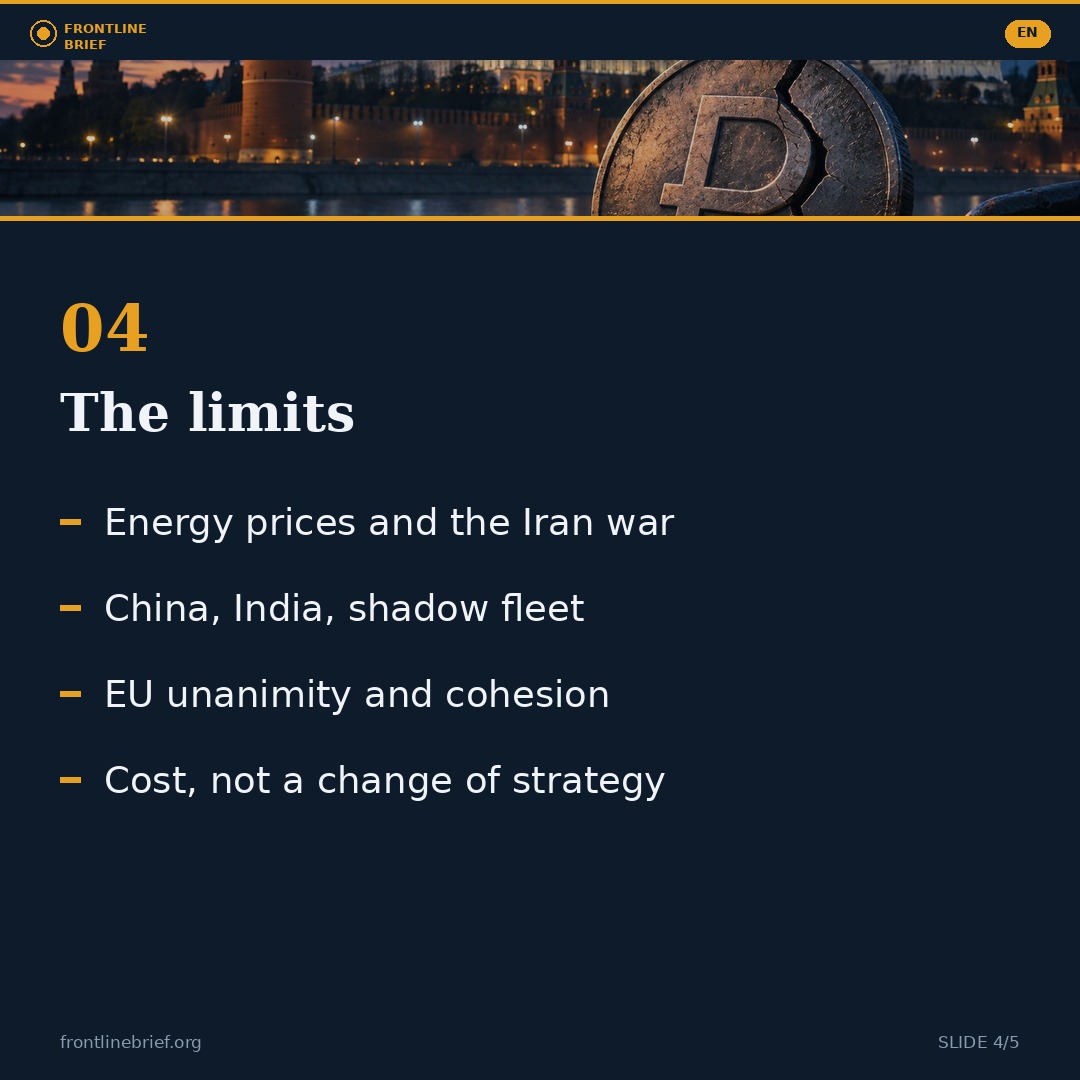 FRONTLINE
BRIEF
EN
04
The limits
Energy prices and the Iran war
China, India, shadow fleet
EU unanimity and cohesion
Cost, not a change of strategy
frontlinebrief.org
SLIDE 4/5